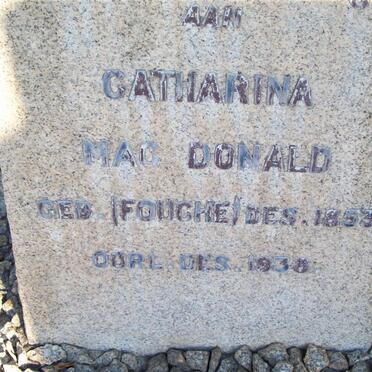 AAN
CATHARINA
MAC DONALD
GEB. (FOUCHE) DES. 1853
OORL. DES. 1938